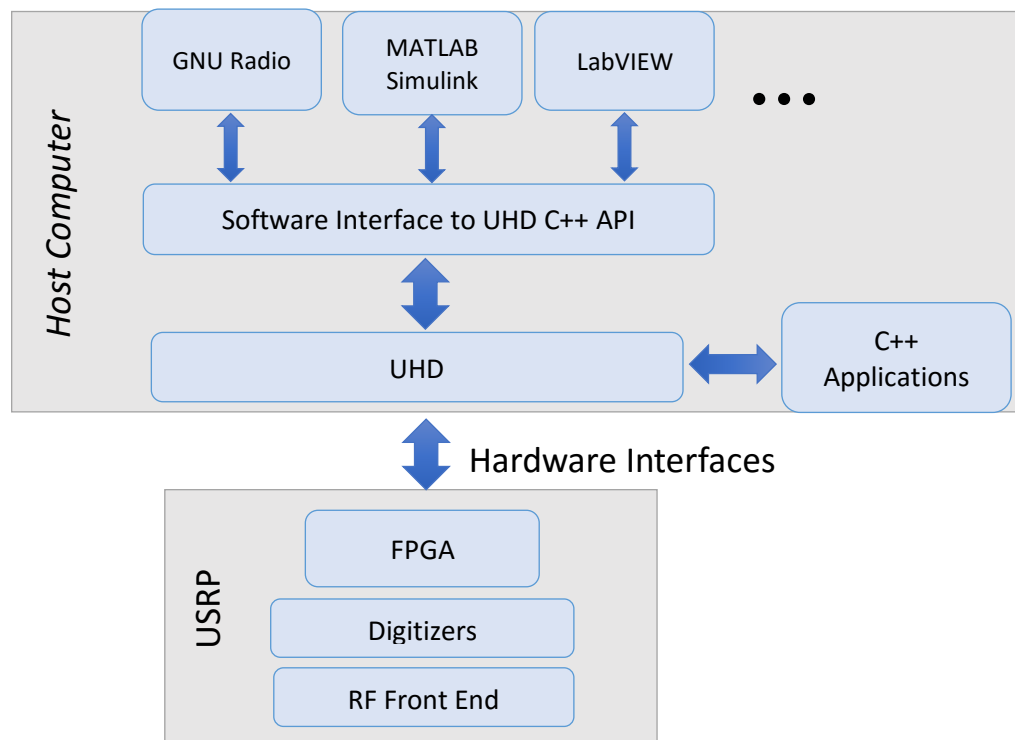 GNU Radio
MATLAB
Simulink
LabVIEW
Host Computer
Software Interface to UHD C++ API
UHD
C++
Applications
Hardware Interfaces
USRP
FPGA
Digitizers
RF Front End